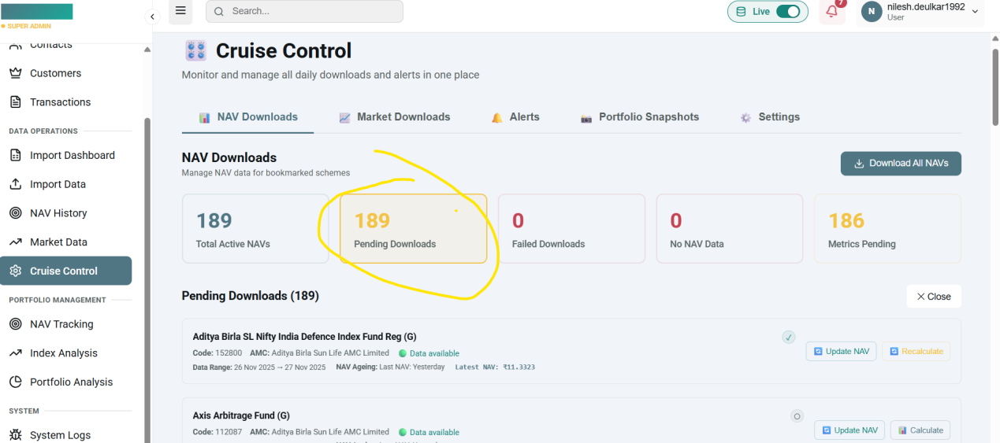 SUPER ADMIN
Contacts
Customers
Transactions
DATA OPERATIONS
Import Dashboard
Import Data
NAV History
Market Data
Cruise Control
PORTFOLIO MANAGEMENT
NAV Tracking
Index Analysis
Portfolio Analysis
SYSTEM
System Logs
Search...
Live
7
N
nilesh.deulkar1992
User
Cruise Control
Monitor and manage all daily downloads and alerts in one place
NAV Downloads
Market Downloads
Alerts
Portfolio Snapshots
Settings
NAV Downloads
Manage NAV data for bookmarked schemes
Download All NAVs
189
Total Active NAVs
189
Pending Downloads
0
Failed Downloads
0
No NAV Data
186
Metrics Pending
Pending Downloads (189)
Close
Aditya Birla SL Nifty India Defence Index Fund Reg (G)
Code: 152800 AMC: Aditya Birla Sun Life AMC Limited Data available
Data Range: 26 Nov 2025 → 27 Nov 2025 NAV Ageing: Last NAV: Yesterday Latest NAV: ₹11.3323
Update NAV
Recalculate
Axis Arbitrage Fund (G)
Code: 112087 AMC: Aditya Birla Sun Life AMC Limited Data available
Update NAV
Calculate